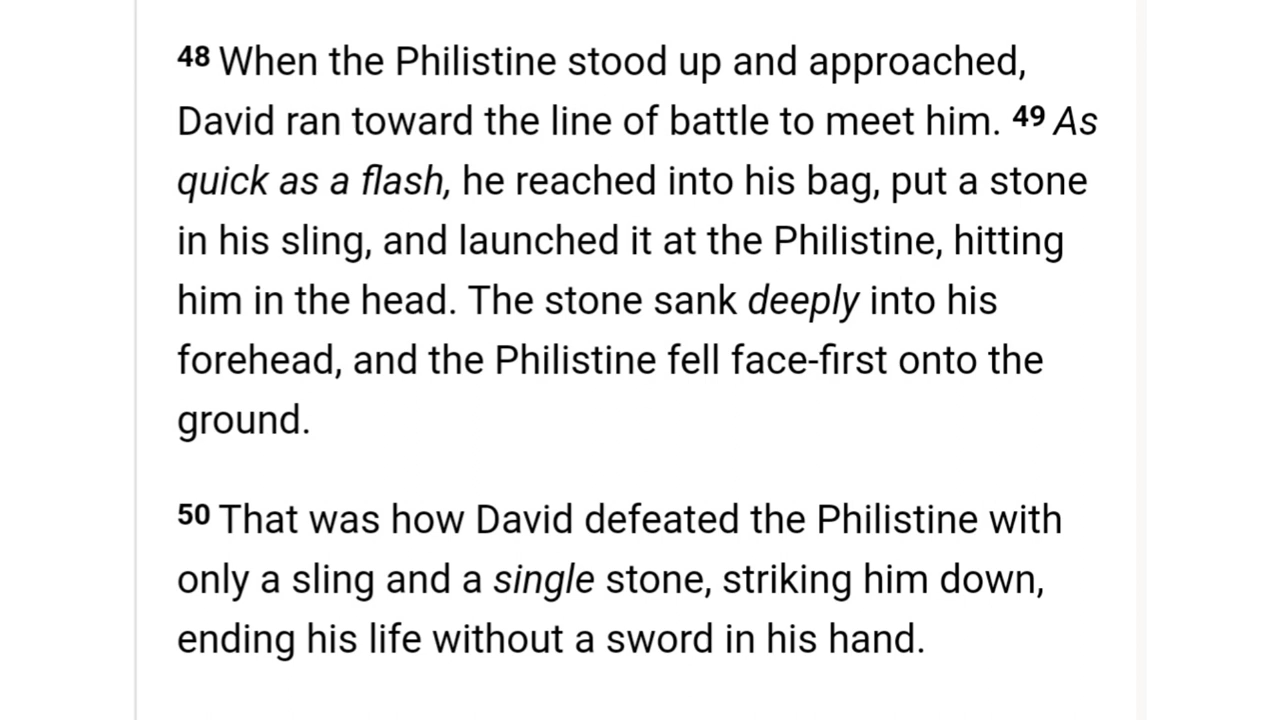 48 When the Philistine stood up and approached,
David ran toward the line of battle to meet him. 49 As
quick as a flash, he reached into his bag, put a stone
in his sling, and launched it at the Philistine, hitting
him in the head. The stone sank deeply into his
forehead, and the Philistine fell face-first onto the
ground.
50 That was how David defeated the Philistine with
only a sling and a single stone, striking him down,
ending his life without a sword in his hand.